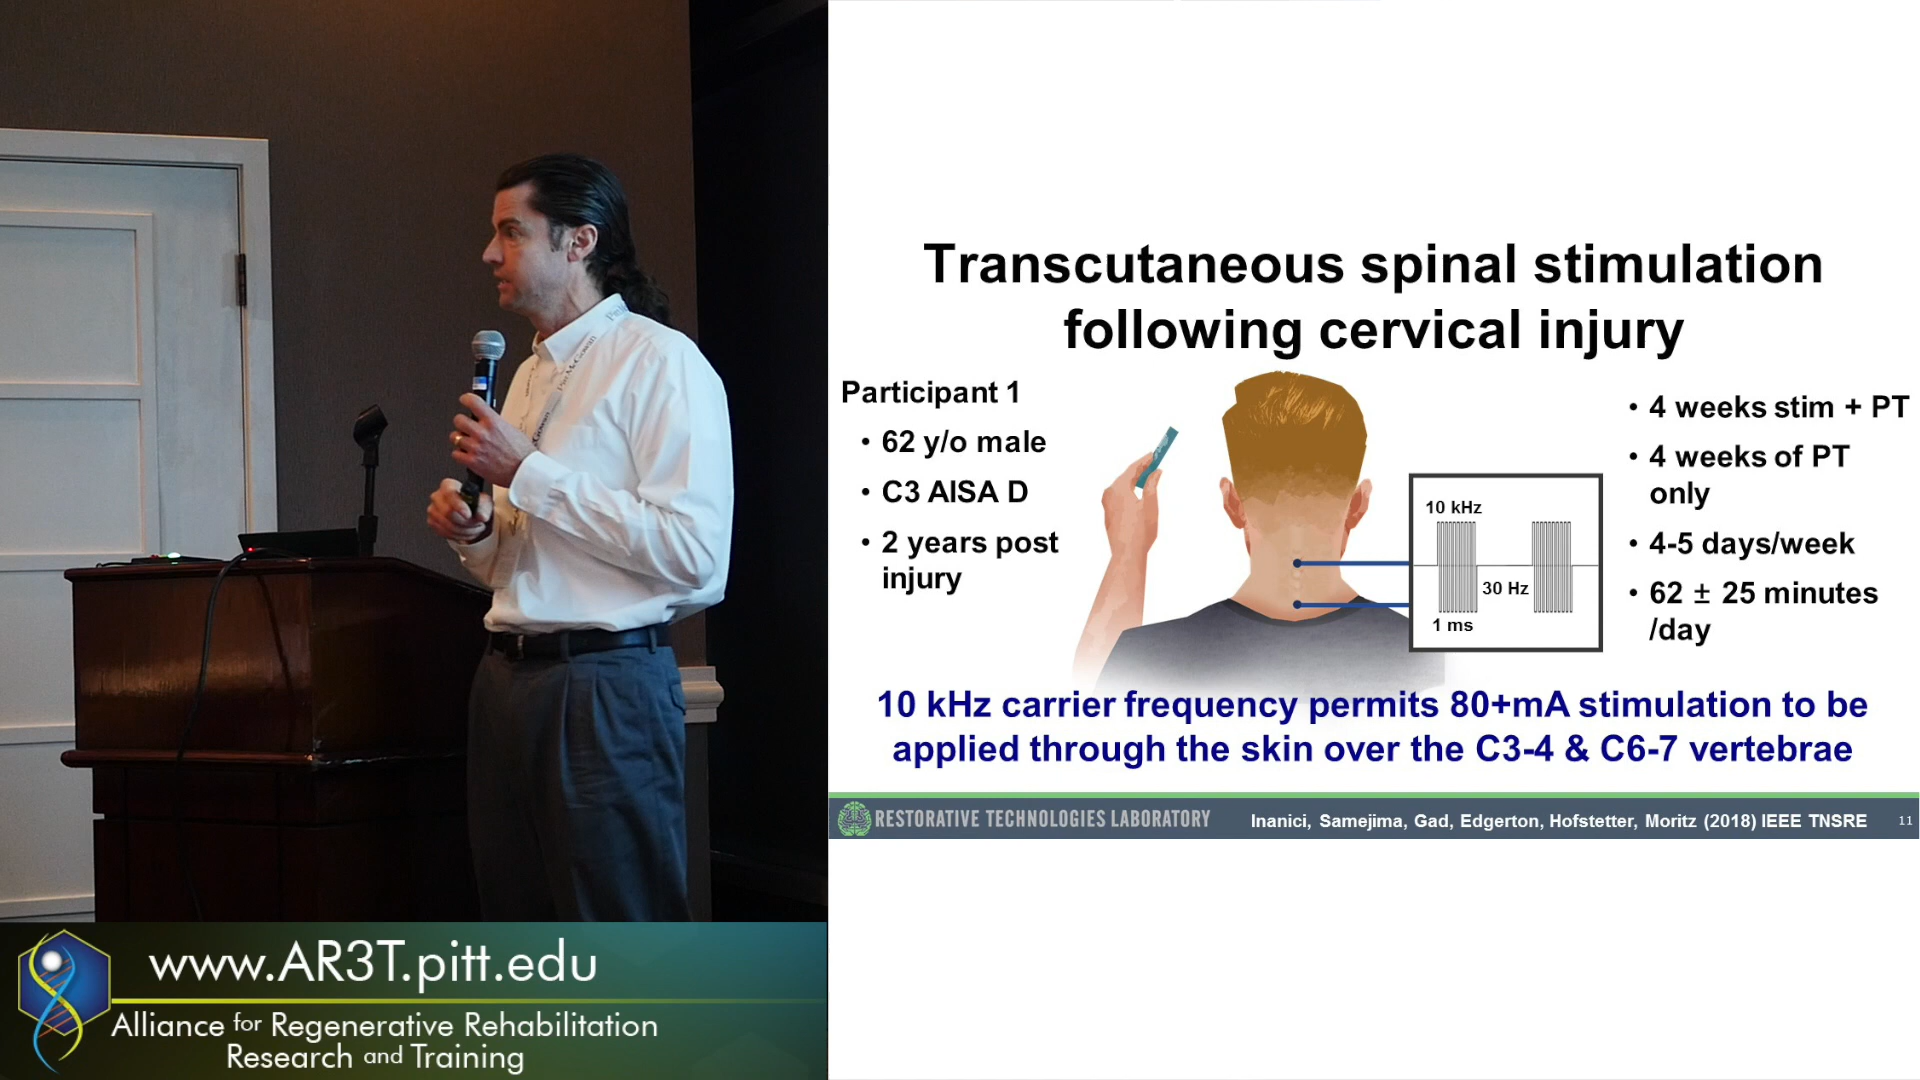 Transcutaneous spinal stimulation
following cervical injury
Participant 1
• 62 y/o male
• C3 AISA D
• 2 years post
injury
10 kHz
30 Hz
1 ms
• 4 weeks stim + PT
• 4 weeks of PT
only
• 4-5 days/week
• 62 ± 25 minutes
/day
10 kHz carrier frequency permits 80+mA stimulation to be
applied through the skin over the C3-4 & C6-7 vertebrae
RESTORATIVE TECHNOLOGIES LABORATORY
Inanici, Samejima, Gad, Edgerton, Hofstetter, Moritz (2018) IEEE TNSRE
11
www.AR3T.pitt.edu
Alliance for Regenerative Rehabilitation
Research and Training